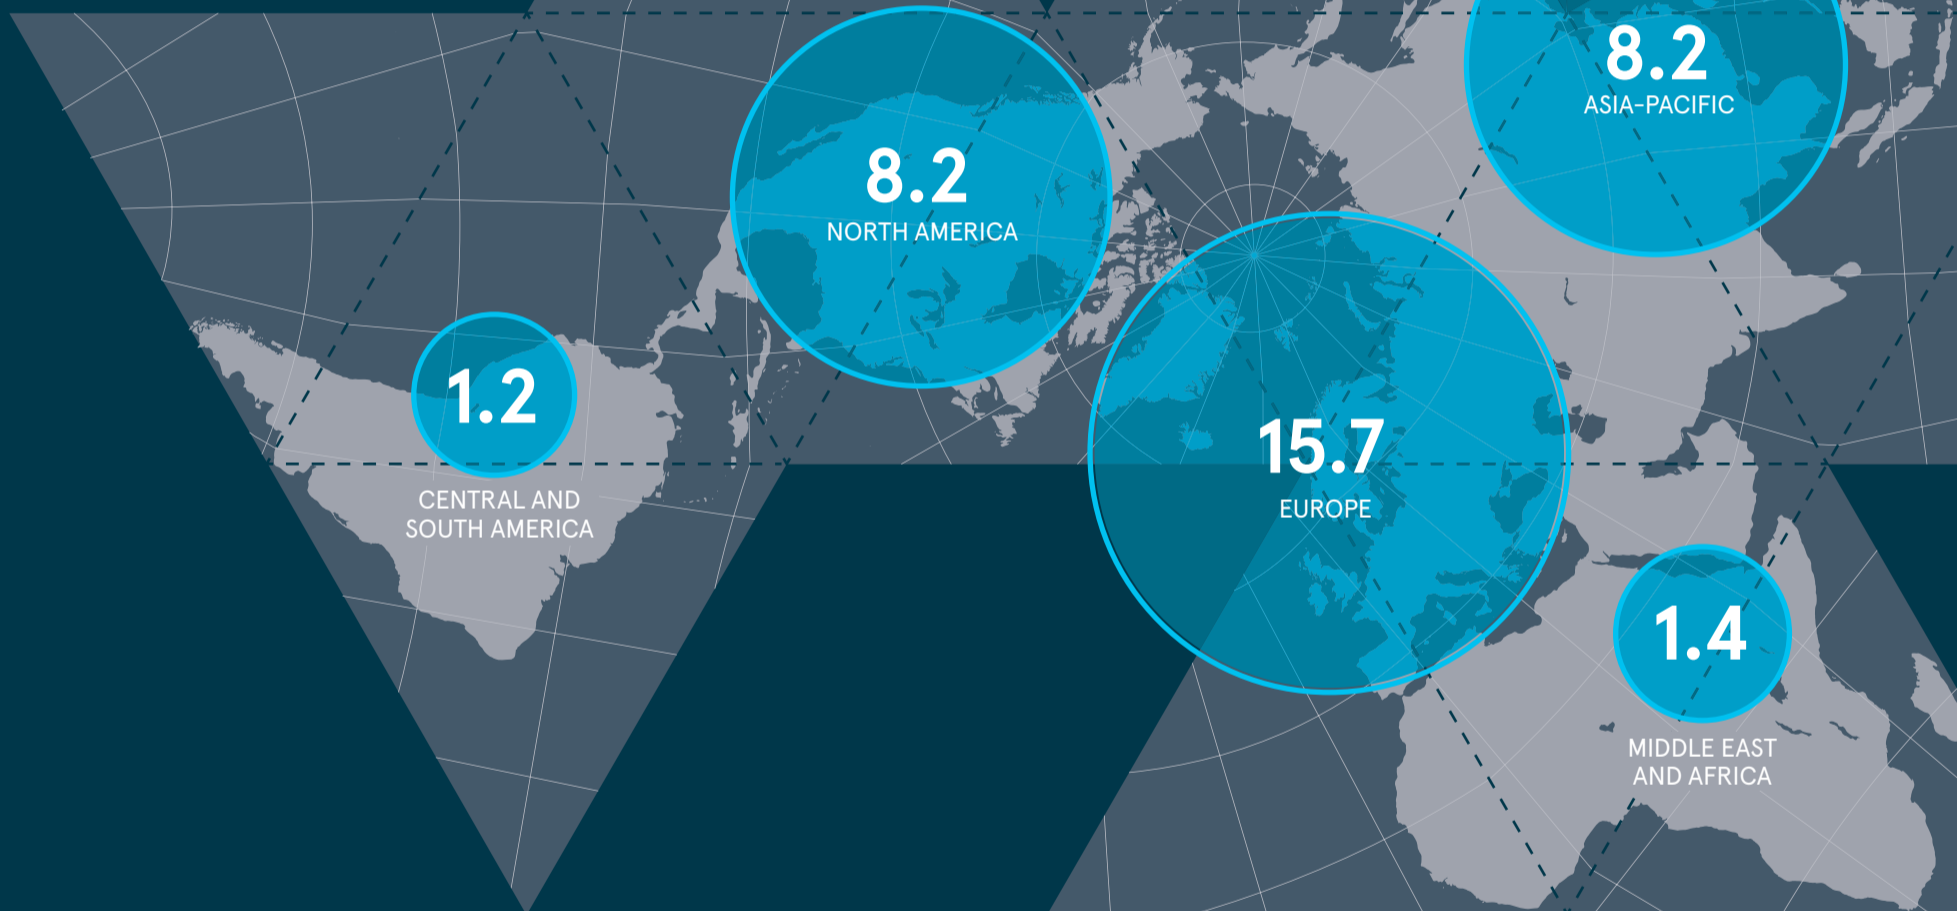 8.2
ASIA-PACIFIC
8.2
NORTH AMERICA
1.2
CENTRAL AND
SOUTH AMERICA
15.7
EUROPE
1.4
MIDDLE EAST
AND AFRICA